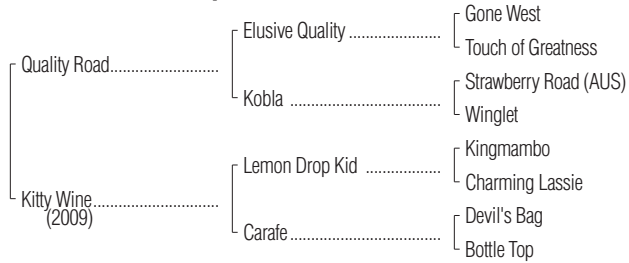 Gone West
Elusive Quality ....................
Touch of Greatness
Quality Road........................
Strawberry Road (AUS)
Kobla .................................
Winglet
Kingmambo
Lemon Drop Kid ................
Charming Lassie
Kitty Wine...........................
(2009)
Devil's Bag
Carafe.................................
Bottle Top